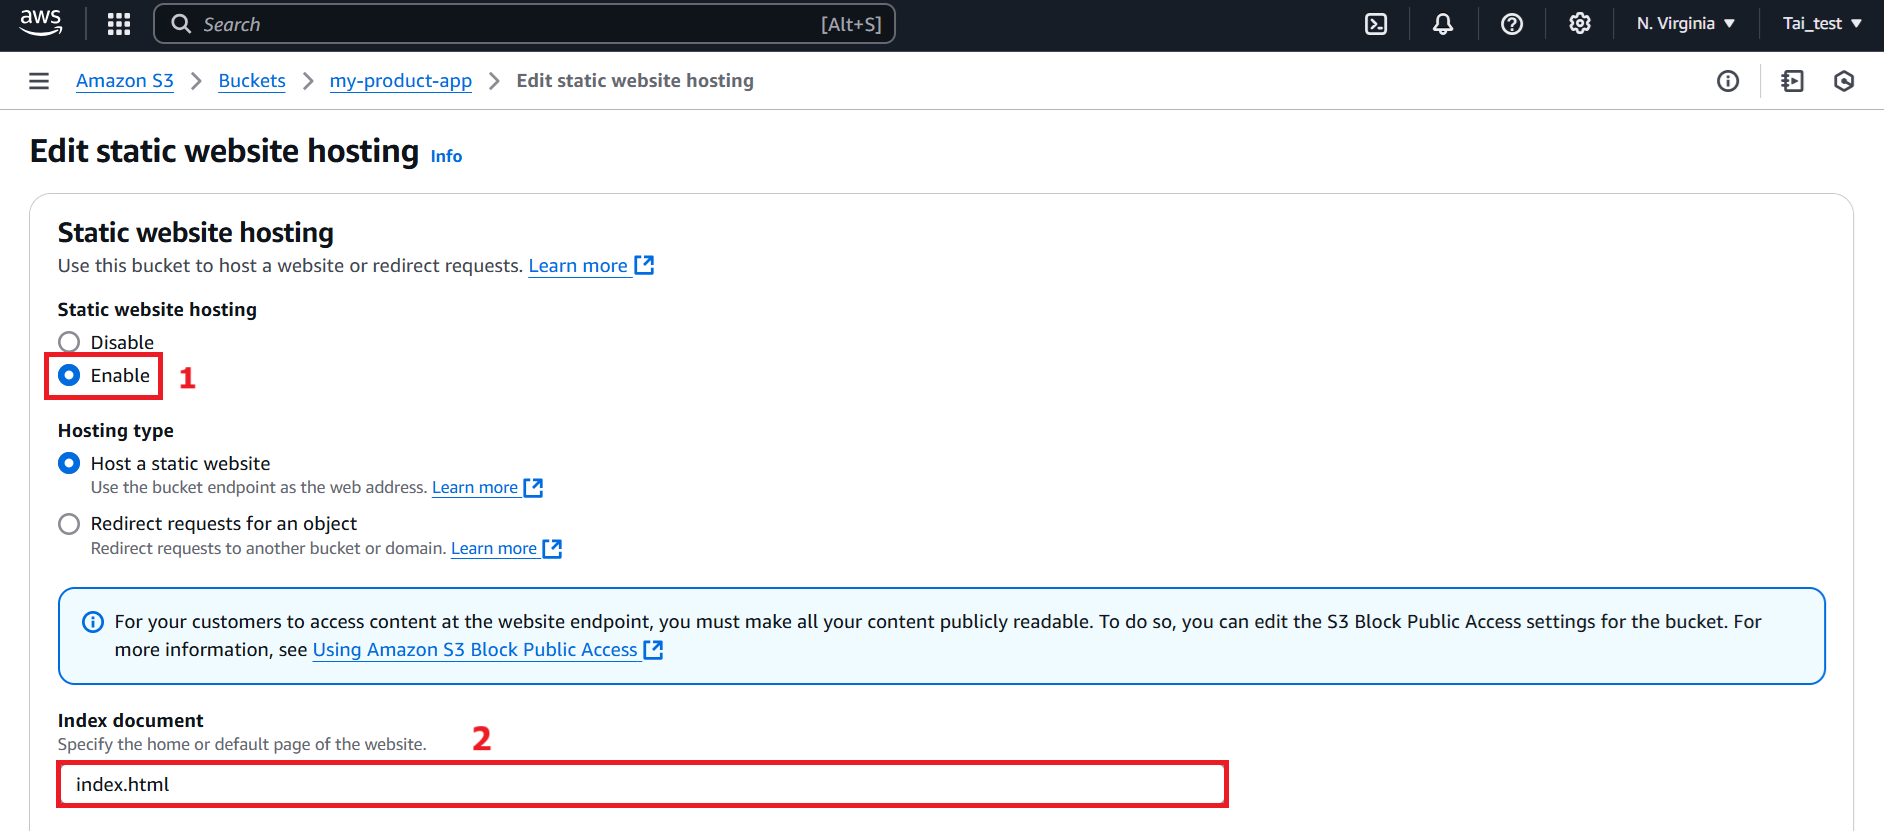 aws Search [Alt+S] N. Virginia Tai_test
Amazon S3 Buckets my-product-app Edit static website hosting
Edit static website hosting Info
Static website hosting
Use this bucket to host a website or redirect requests. Learn more
Static website hosting
Disable
Enable 1
Hosting type
Host a static website
Use the bucket endpoint as the web address. Learn more
Redirect requests for an object
Redirect requests to another bucket or domain. Learn more
For your customers to access content at the website endpoint, you must make all your content publicly readable. To do so, you can edit the S3 Block Public Access settings for the bucket. For
more information, see Using Amazon S3 Block Public Access
Index document
Specify the home or default page of the website. 2
index.html